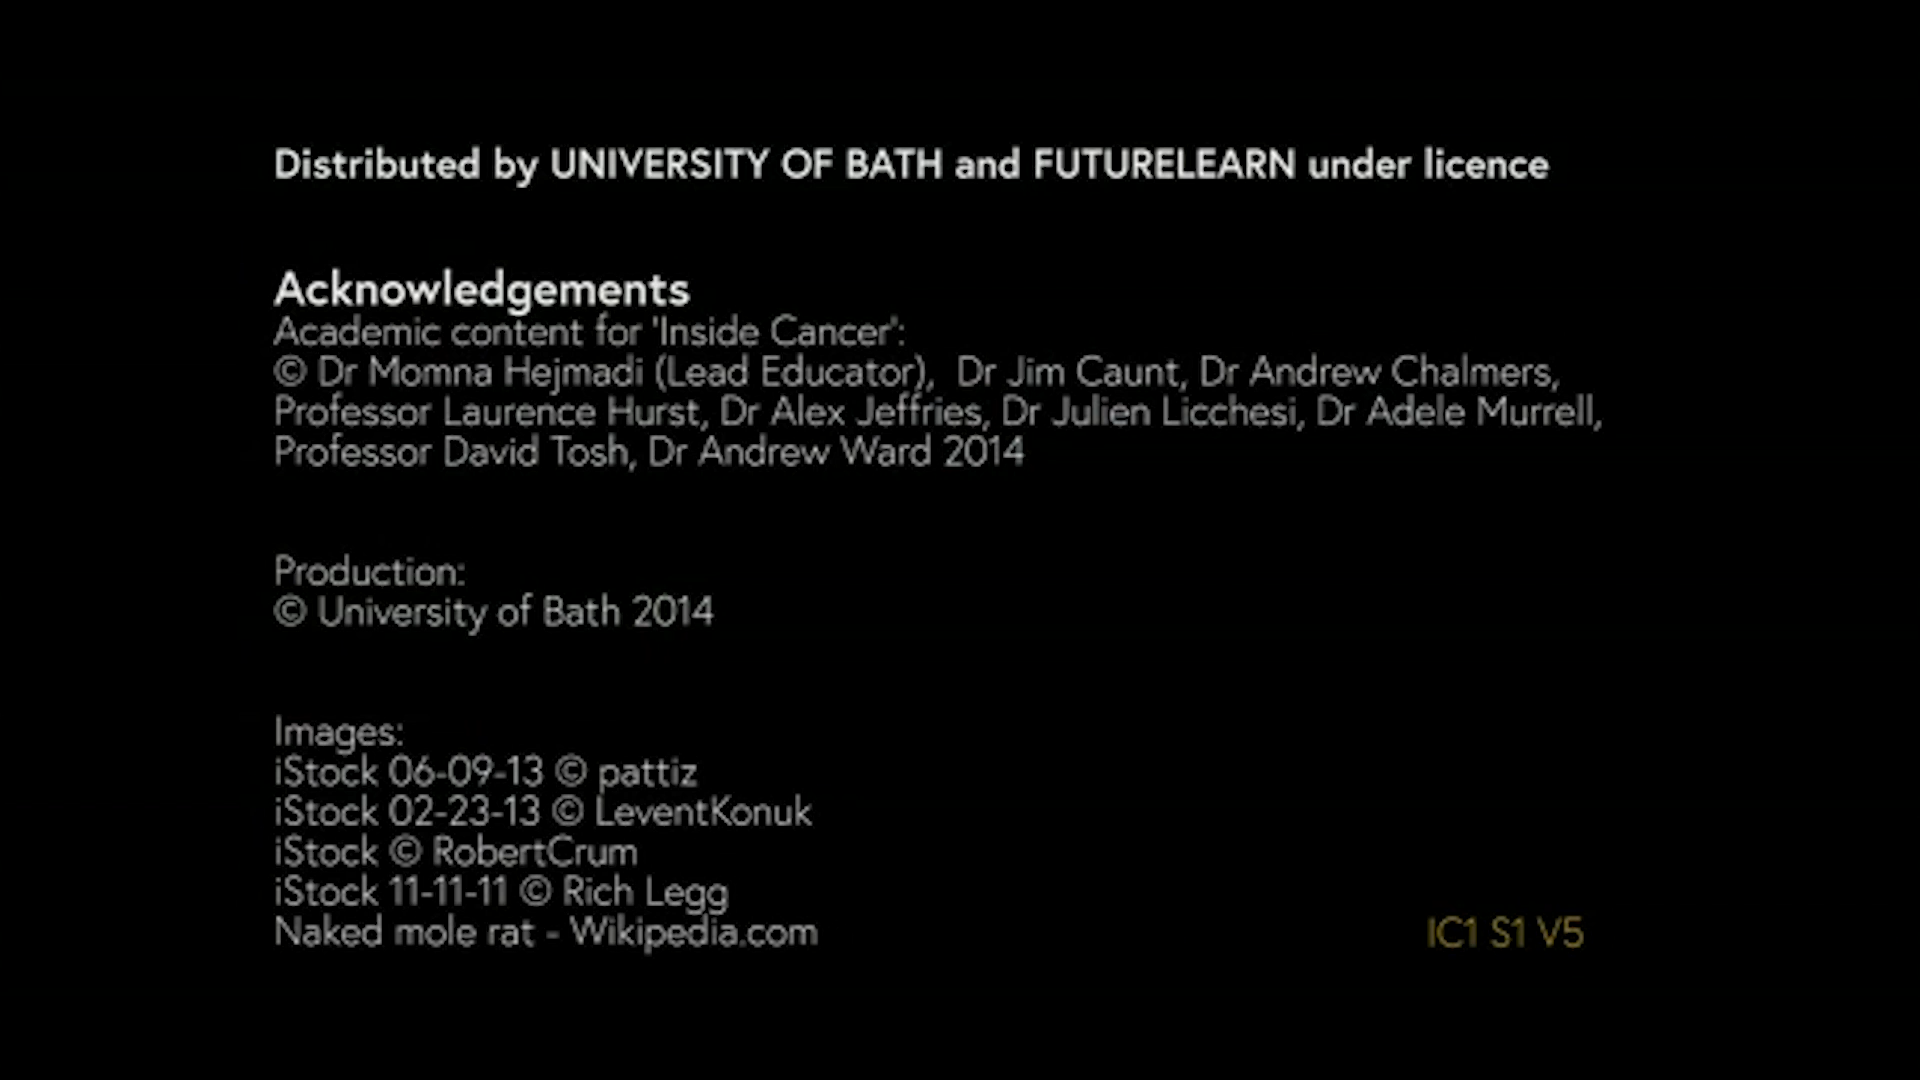 Distributed by UNIVERSITY OF BATH and FUTURELEARN under licence
Acknowledgements
Academic content for 'Inside Cancer':
© Dr Momna Hejmadi (Lead Educator),  Dr Jim Caunt, Dr Andrew Chalmers,
Professor Laurence Hurst, Dr Alex Jeffries, Dr Julien Licchesi, Dr Adele Murrell,
Professor David Tosh, Dr Andrew Ward 2014
Production:
© University of Bath 2014
Images:
iStock 06-09-13 © pattiz
iStock 02-23-13 © LeventKonuk
iStock © RobertCrum
iStock 11-11-11 © Rich Legg
Naked mole rat - Wikipedia.com
IC1 S1 V5